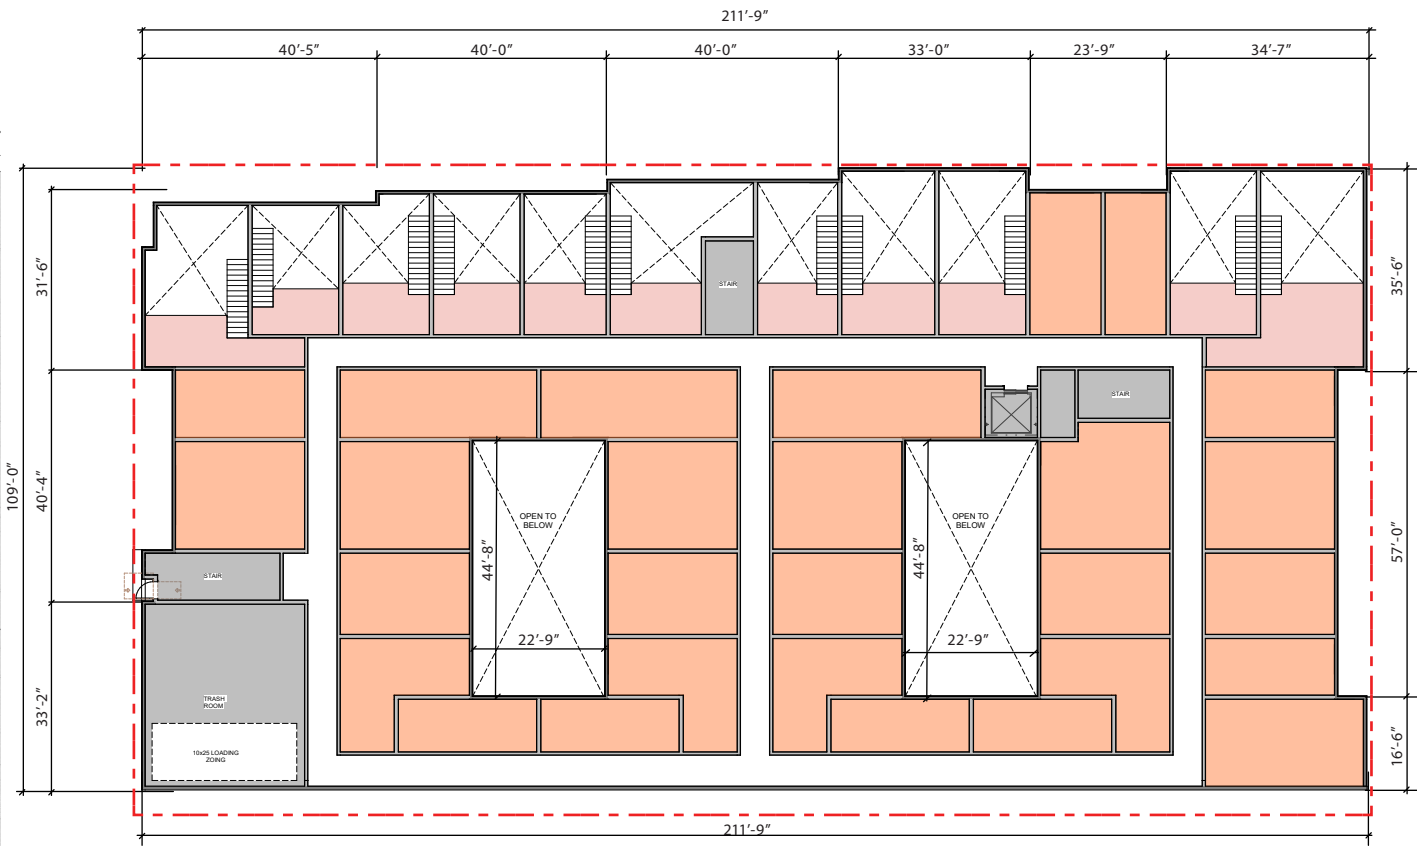 211'-9"
40'-5"
40'-0"
40'-0"
33'-0"
23'-9"
34'-7"
31'-6"
35'-6"
STAIR
STAIR
109'-0"
40'-4"
OPEN TO
BELOW
OPEN TO
BELOW
44'-8"
44'-8"
57'-0"
STAIR
22'-9"
22'-9"
33'-2"
TRASH
ROOM
10x25 LOADING
ZOING
16'-6"
211'-9"